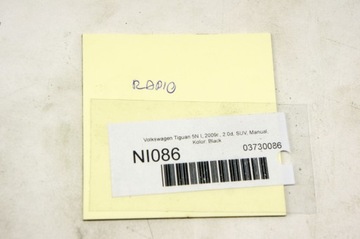 RADIO
Volkswagen Tiguan 5N I, 2009r., 2.0d, SUV, Manual,
Kolor: Black
NI086
03730086